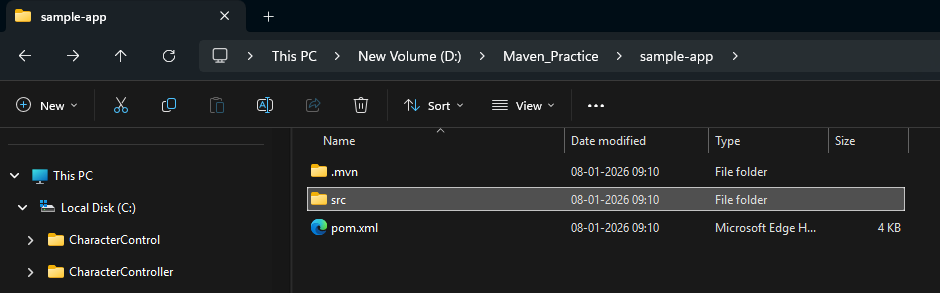 sample-app
This PC > New Volume (D:) > Maven_Practice > sample-app >
New Sort View
Name Date modified Type Size
.mvn 08-01-2026 09:10 File folder
src 08-01-2026 09:10 File folder
pom.xml 08-01-2026 09:10 Microsoft Edge H... 4 KB
This PC
Local Disk (C:)
CharacterControl
CharacterController